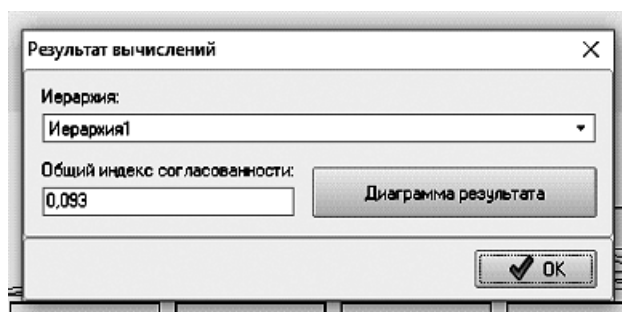 Результат вычислений
Иерархия:
Иерархия1
Общий индекс согласованности:
0,093
Диаграмма результата
OK